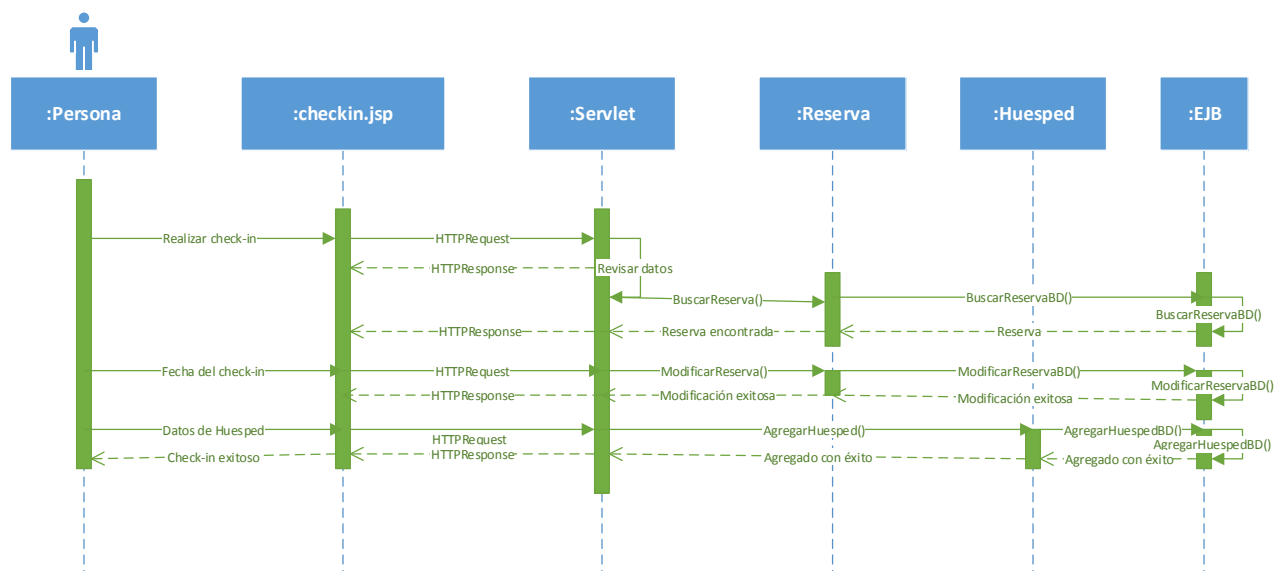 :Persona
:checkin.jsp
:Servlet
:Reserva
:Huesped
:EJB
Realizar check-in
HTTPRequest
HTTPResponse
Revisar datos
BuscarReserva()
BuscarReservaBD()
BuscarReservaBD()
HTTPResponse
Reserva encontrada
Reserva
Fecha del check-in
HTTPRequest
ModificarReserva()
ModificarReservaBD()
ModificarReservaBD()
HTTPResponse
Modificación exitosa
Modificación exitosa
Datos de Huesped
HTTPRequest
AgregarHuesped()
AgregarHuespedBD()
AgregarHuespedBD()
Check-in exitoso
HTTPResponse
Agregado con éxito
Agregado con éxito